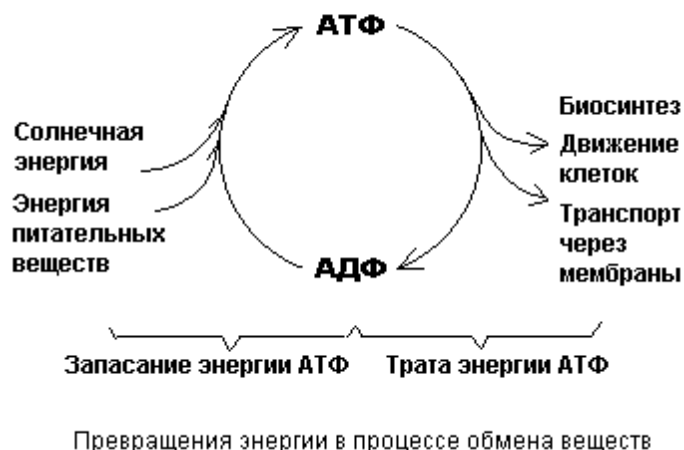 АТФ
Солнечная
энергия
Энергия
питательных
веществ
Биосинтез
Движение
клеток
Транспорт
через
мембраны
АДФ
Запасание энергии АТФ
Трата энергии АТФ
Превращения энергии в процессе обмена веществ